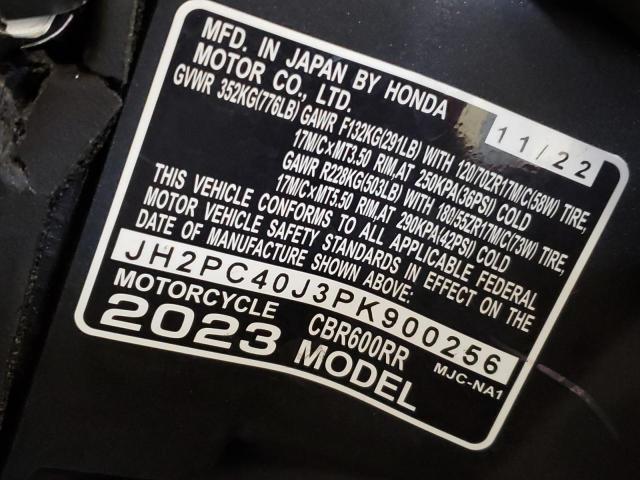 MFD. IN JAPAN BY HONDA
MOTOR CO., LTD. 11/22
GVWR 352KG(776LB) GAWR F132KG(291LB) WITH 120/70ZR17M/C(58W) TIRE,
17M/C×MT3.50 RIM, AT 250KPA(36PSI) COLD
GAWR R228KG(503LB) WITH 180/55ZR17M/C(73W) TIRE,
17M/C×MT5.50 RIM, AT 290KPA(42PSI) COLD
THIS VEHICLE CONFORMS TO ALL APPLICABLE FEDERAL
MOTOR VEHICLE SAFETY STANDARDS IN EFFECT ON THE
DATE OF MANUFACTURE SHOWN ABOVE:
JH2PC40J3PK900256
MOTORCYCLE CBR600RR MJC-NA1
2023 MODEL